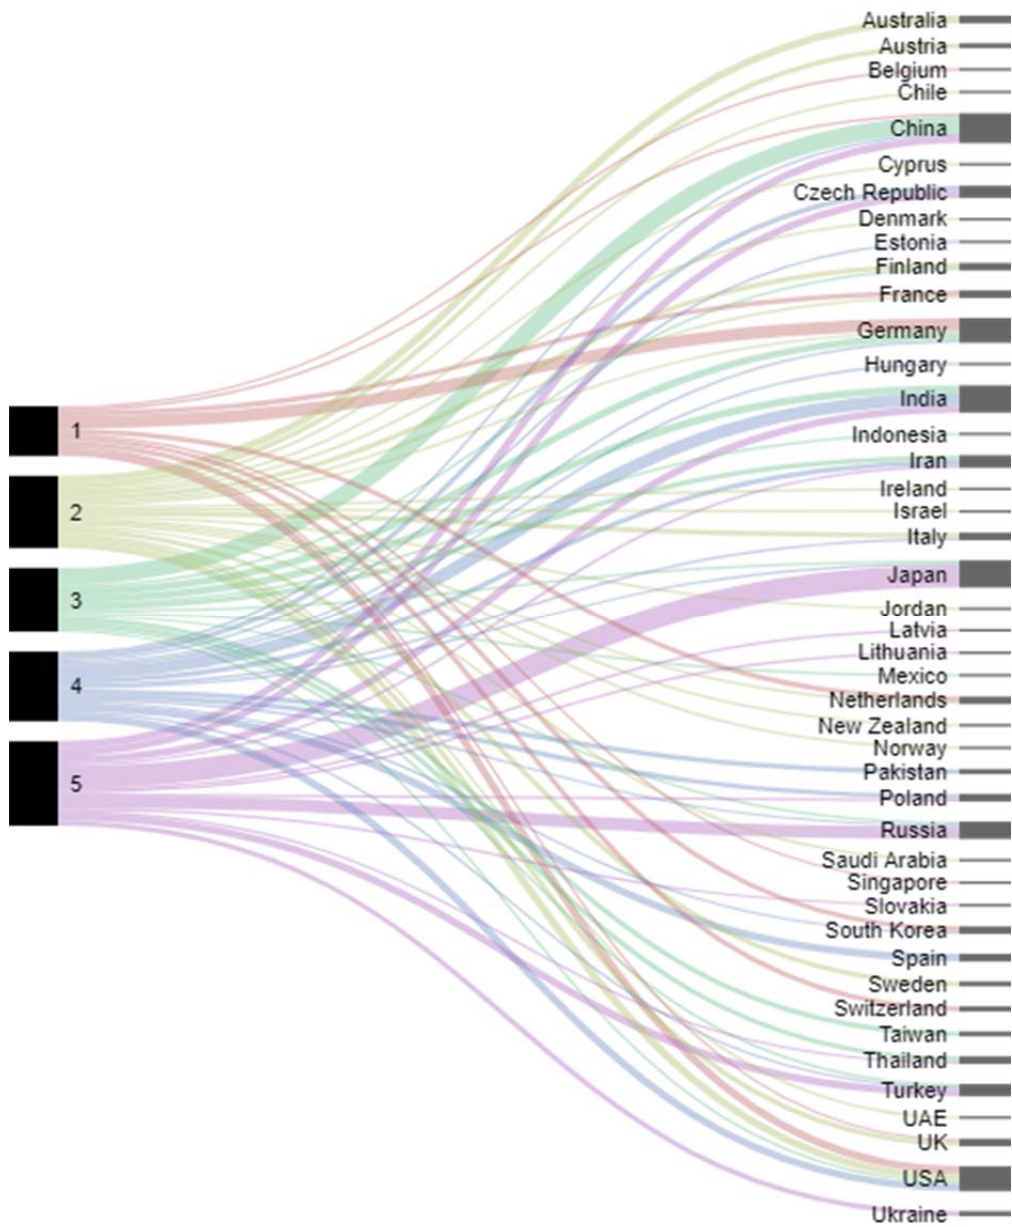 Australia
Austria
Belgium
Chile
China
Cyprus
Czech Republic
Denmark
Estonia
Finland
France
Germany
Hungary
India
Indonesia
Iran
Ireland
Israel
Italy
Japan
Jordan
Latvia
Lithuania
Mexico
Netherlands
New Zealand
Norway
Pakistan
Poland
Russia
Saudi Arabia
Singapore
Slovakia
South Korea
Spain
Sweden
Switzerland
Taiwan
Thailand
Turkey
UAE
UK
USA
Ukraine
1
2
3
4
5